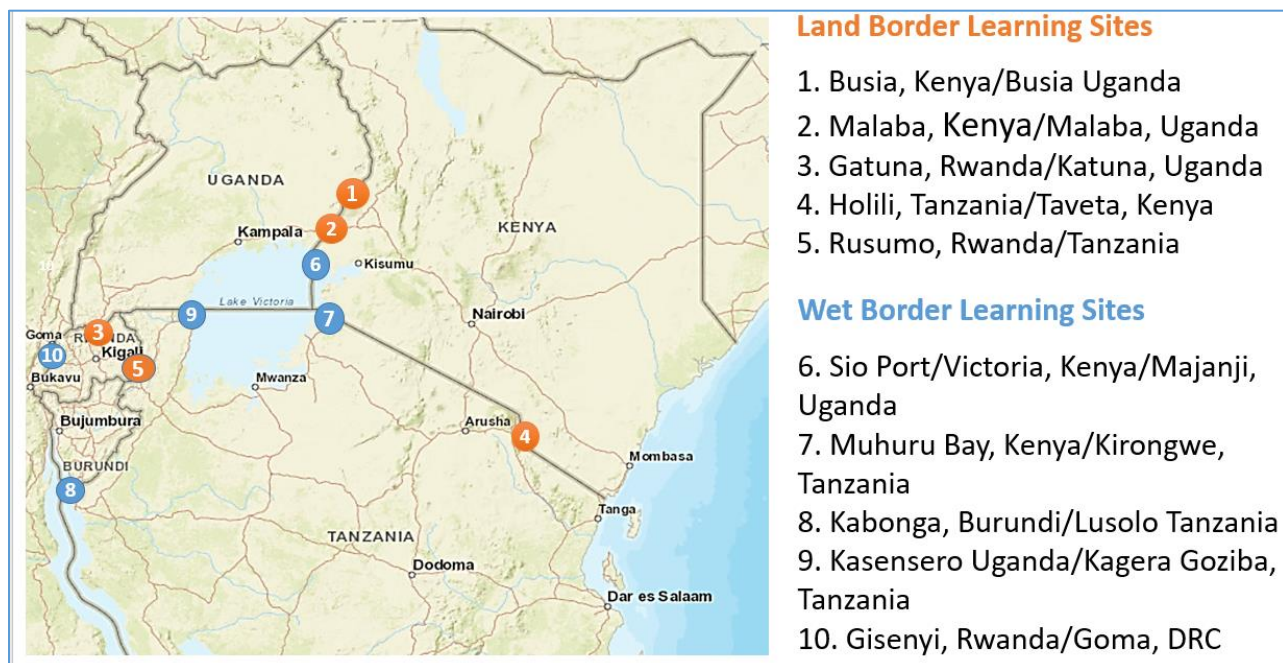 UGANDA
KENYA
Kampala
Kisumu
Lake Victoria
Nairobi
Goma
Kigali
Bukavu
Mwanza
Bujumbura
Arusha
BURUNDI
Mombasa
Tanga
TANZANIA
Dodoma
Dar es Salaam
1
2
6
9
7
3
10
5
4
8
Land Border Learning Sites
1. Busia, Kenya/Busia Uganda
2. Malaba, Kenya/Malaba, Uganda
3. Gatuna, Rwanda/Katuna, Uganda
4. Holili, Tanzania/Taveta, Kenya
5. Rusumo, Rwanda/Tanzania
Wet Border Learning Sites
6. Sio Port/Victoria, Kenya/Majanji,
Uganda
7. Muhuru Bay, Kenya/Kirongwe,
Tanzania
8. Kabonga, Burundi/Lusolo Tanzania
9. Kasensero Uganda/Kagera Goziba,
Tanzania
10. Gisenyi, Rwanda/Goma, DRC